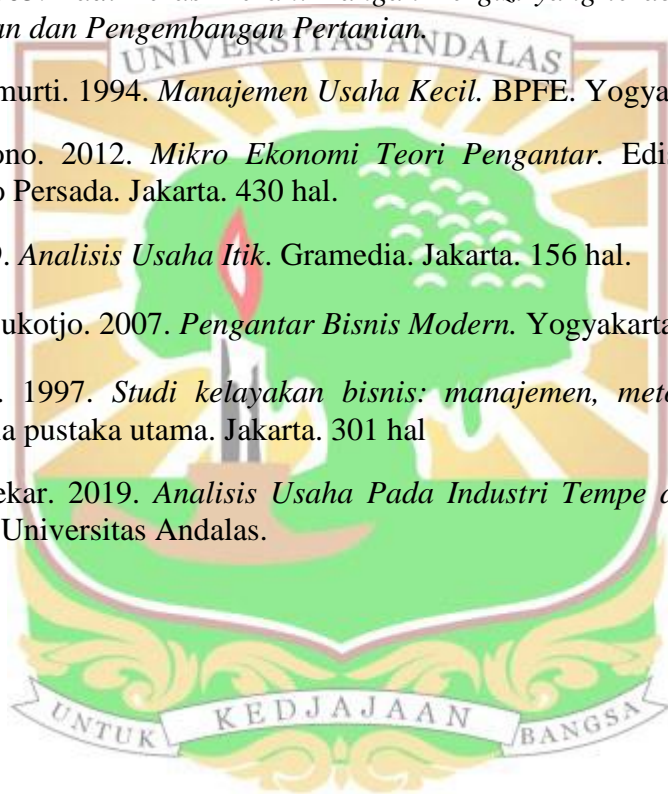 an dan Pengembangan Pertanian.
UNIVERSITAS ANDALAS
murti. 1994. Manajemen Usaha Kecil. BPFE. Yogya
ono. 2012. Mikro Ekonomi Teori Pengantar. Edi
o Persada. Jakarta. 430 hal.
. Analisis Usaha Itik. Gramedia. Jakarta. 156 hal.
ukotjo. 2007. Pengantar Bisnis Modern. Yogyakarta
. 1997. Studi kelayakan bisnis: manajemen, met
a pustaka utama. Jakarta. 301 hal
ekar. 2019. Analisis Usaha Pada Industri Tempe
Universitas Andalas.
UNTUK KEDJAJAAN BANGSA